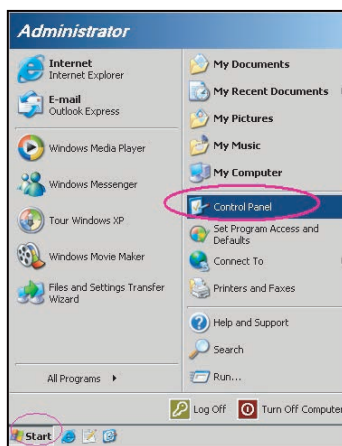 Administrator
Internet
Internet Explorer
E-mail
Outlook Express
Windows Media Player
Windows Messenger
Tour Windows XP
Windows Movie Maker
Files and Settings Transfer
Wizard
All Programs
My Documents
My Recent Documents
My Pictures
My Music
My Computer
Control Panel
Set Program Access and
Defaults
Connect To
Printers and Faxes
Help and Support
Search
Run...
Log Off
Turn Off Computer
Start